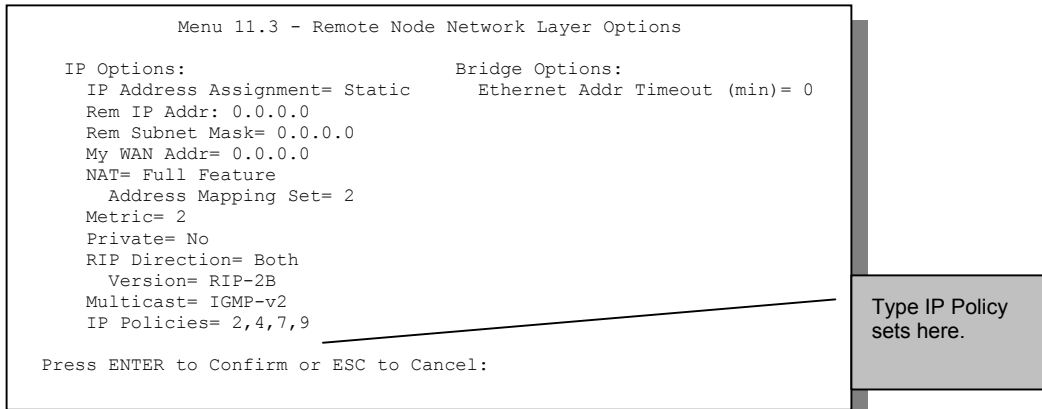 Menu 11.3 - Remote Node Network Layer Options
IP Options: Bridge Options:
IP Address Assignment= Static Ethernet Addr Timeout (min)= 0
Rem IP Addr: 0.0.0.0
Rem Subnet Mask= 0.0.0.0
My WAN Addr= 0.0.0.0
NAT= Full Feature
Address Mapping Set= 2
Metric= 2
Private= No
RIP Direction= Both
Version= RIP-2B
Multicast= IGMP-v2
IP Policies= 2,4,7,9
Press ENTER to Confirm or ESC to Cancel:
Type IP Policy
sets here.